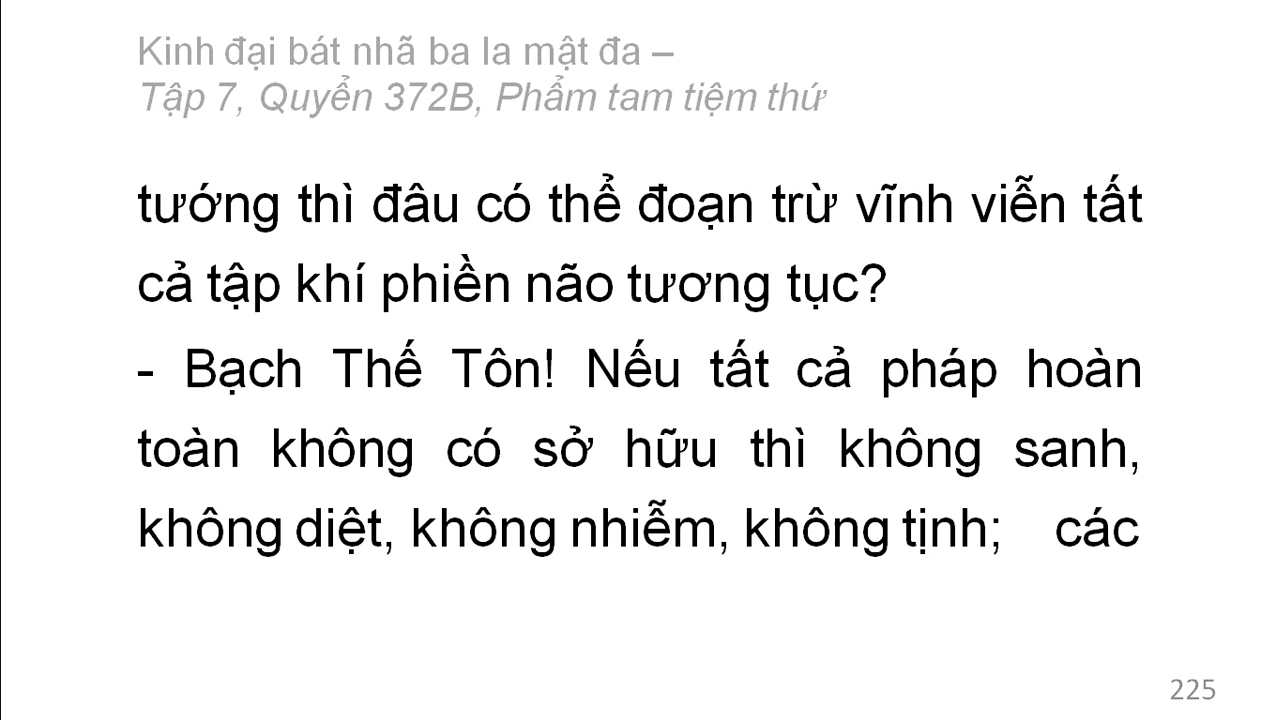 Kinh đại bát nhã ba la mật đa –
Tập 7, Quyển 372B, Phẩm tam tiệm thứ
tướng thì đâu có thể đoạn trừ vĩnh viễn tất
cả tập khí phiền não tương tục?
- Bạch Thế Tôn! Nếu tất cả pháp hoàn
toàn không có sở hữu thì không sanh,
không diệt, không nhiễm, không tịnh; các
225